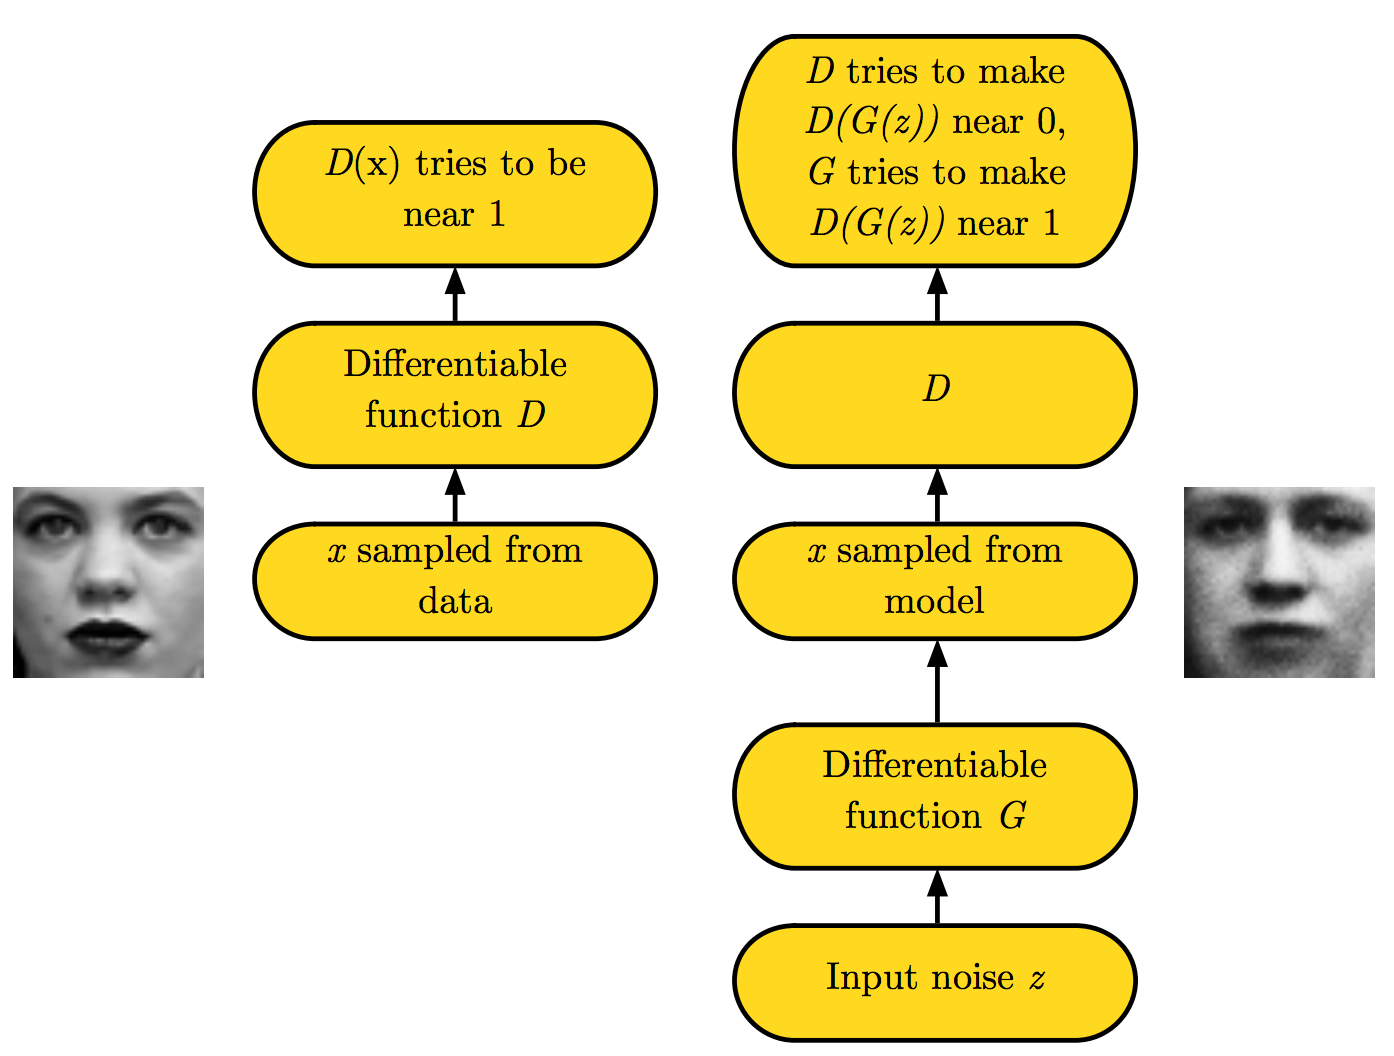 D(x) tries to be
near 1
Differentiable
function D
x sampled from
data
D tries to make
D(G(z)) near 0,
G tries to make
D(G(z)) near 1
D
x sampled from
model
Differentiable
function G
Input noise z